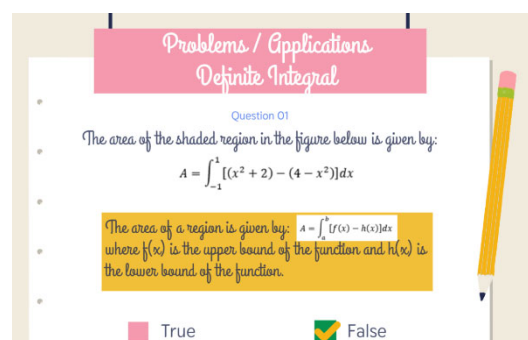 Problems / Applications
Definite Integral
Question 01
The area of the shaded region in the figure below is given by:
A = ∫₋₁¹ [(x² + 2) − (4 − x²)]dx
The area of a region is given by: A = ∫ₐᵇ [f(x) − h(x)]dx
where f(x) is the upper bound of the function and h(x) is
the lower bound of the function.
True
False